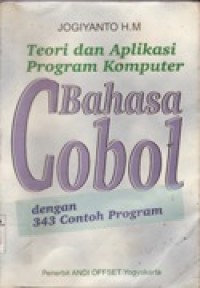 JOGIYANTO H.M
Teori dan Aplikasi
Program Komputer
Bahasa
Cobol
dengan
343 Contoh Program
Penerbit ANDI OFFSET Yogyakarta